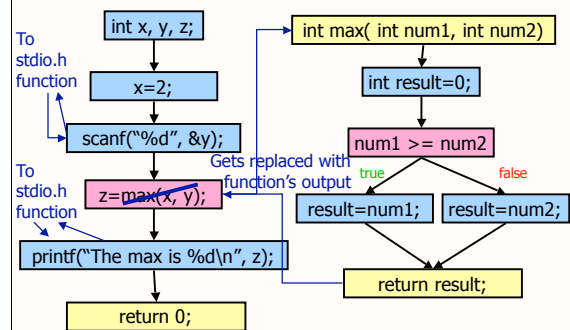 int x, y, z;
To
stdio.h
function
x=2;
scanf(“%d”, &y);
To
stdio.h
function
z=max(x, y);
Gets replaced with
function’s output
printf(“The max is %d\n”, z);
return 0;
int max( int num1, int num2)
int result=0;
num1 >= num2
true
false
result=num1;
result=num2;
return result;